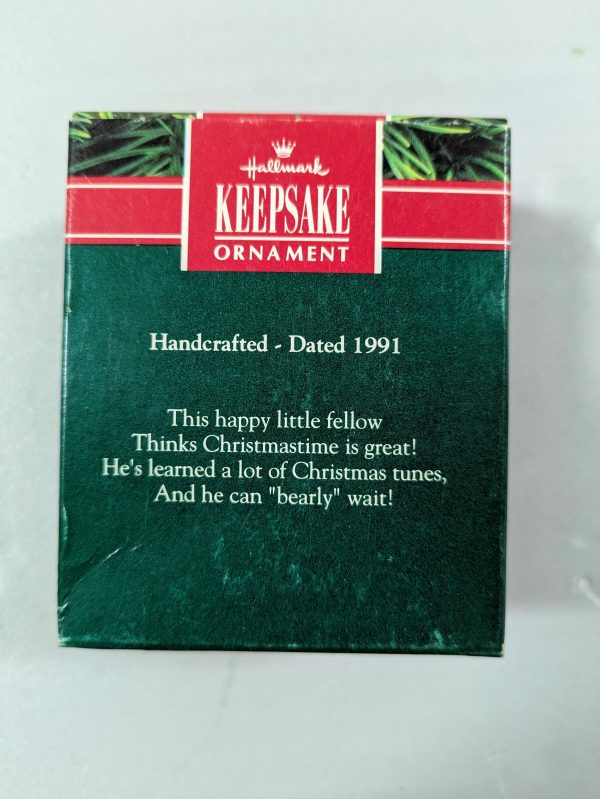 Hallmark
KEEPSAKE
ORNAMENT
Handcrafted - Dated 1991
This happy little fellow
Thinks Christmastime is great!
He's learned a lot of Christmas tunes,
And he can "bearly" wait!